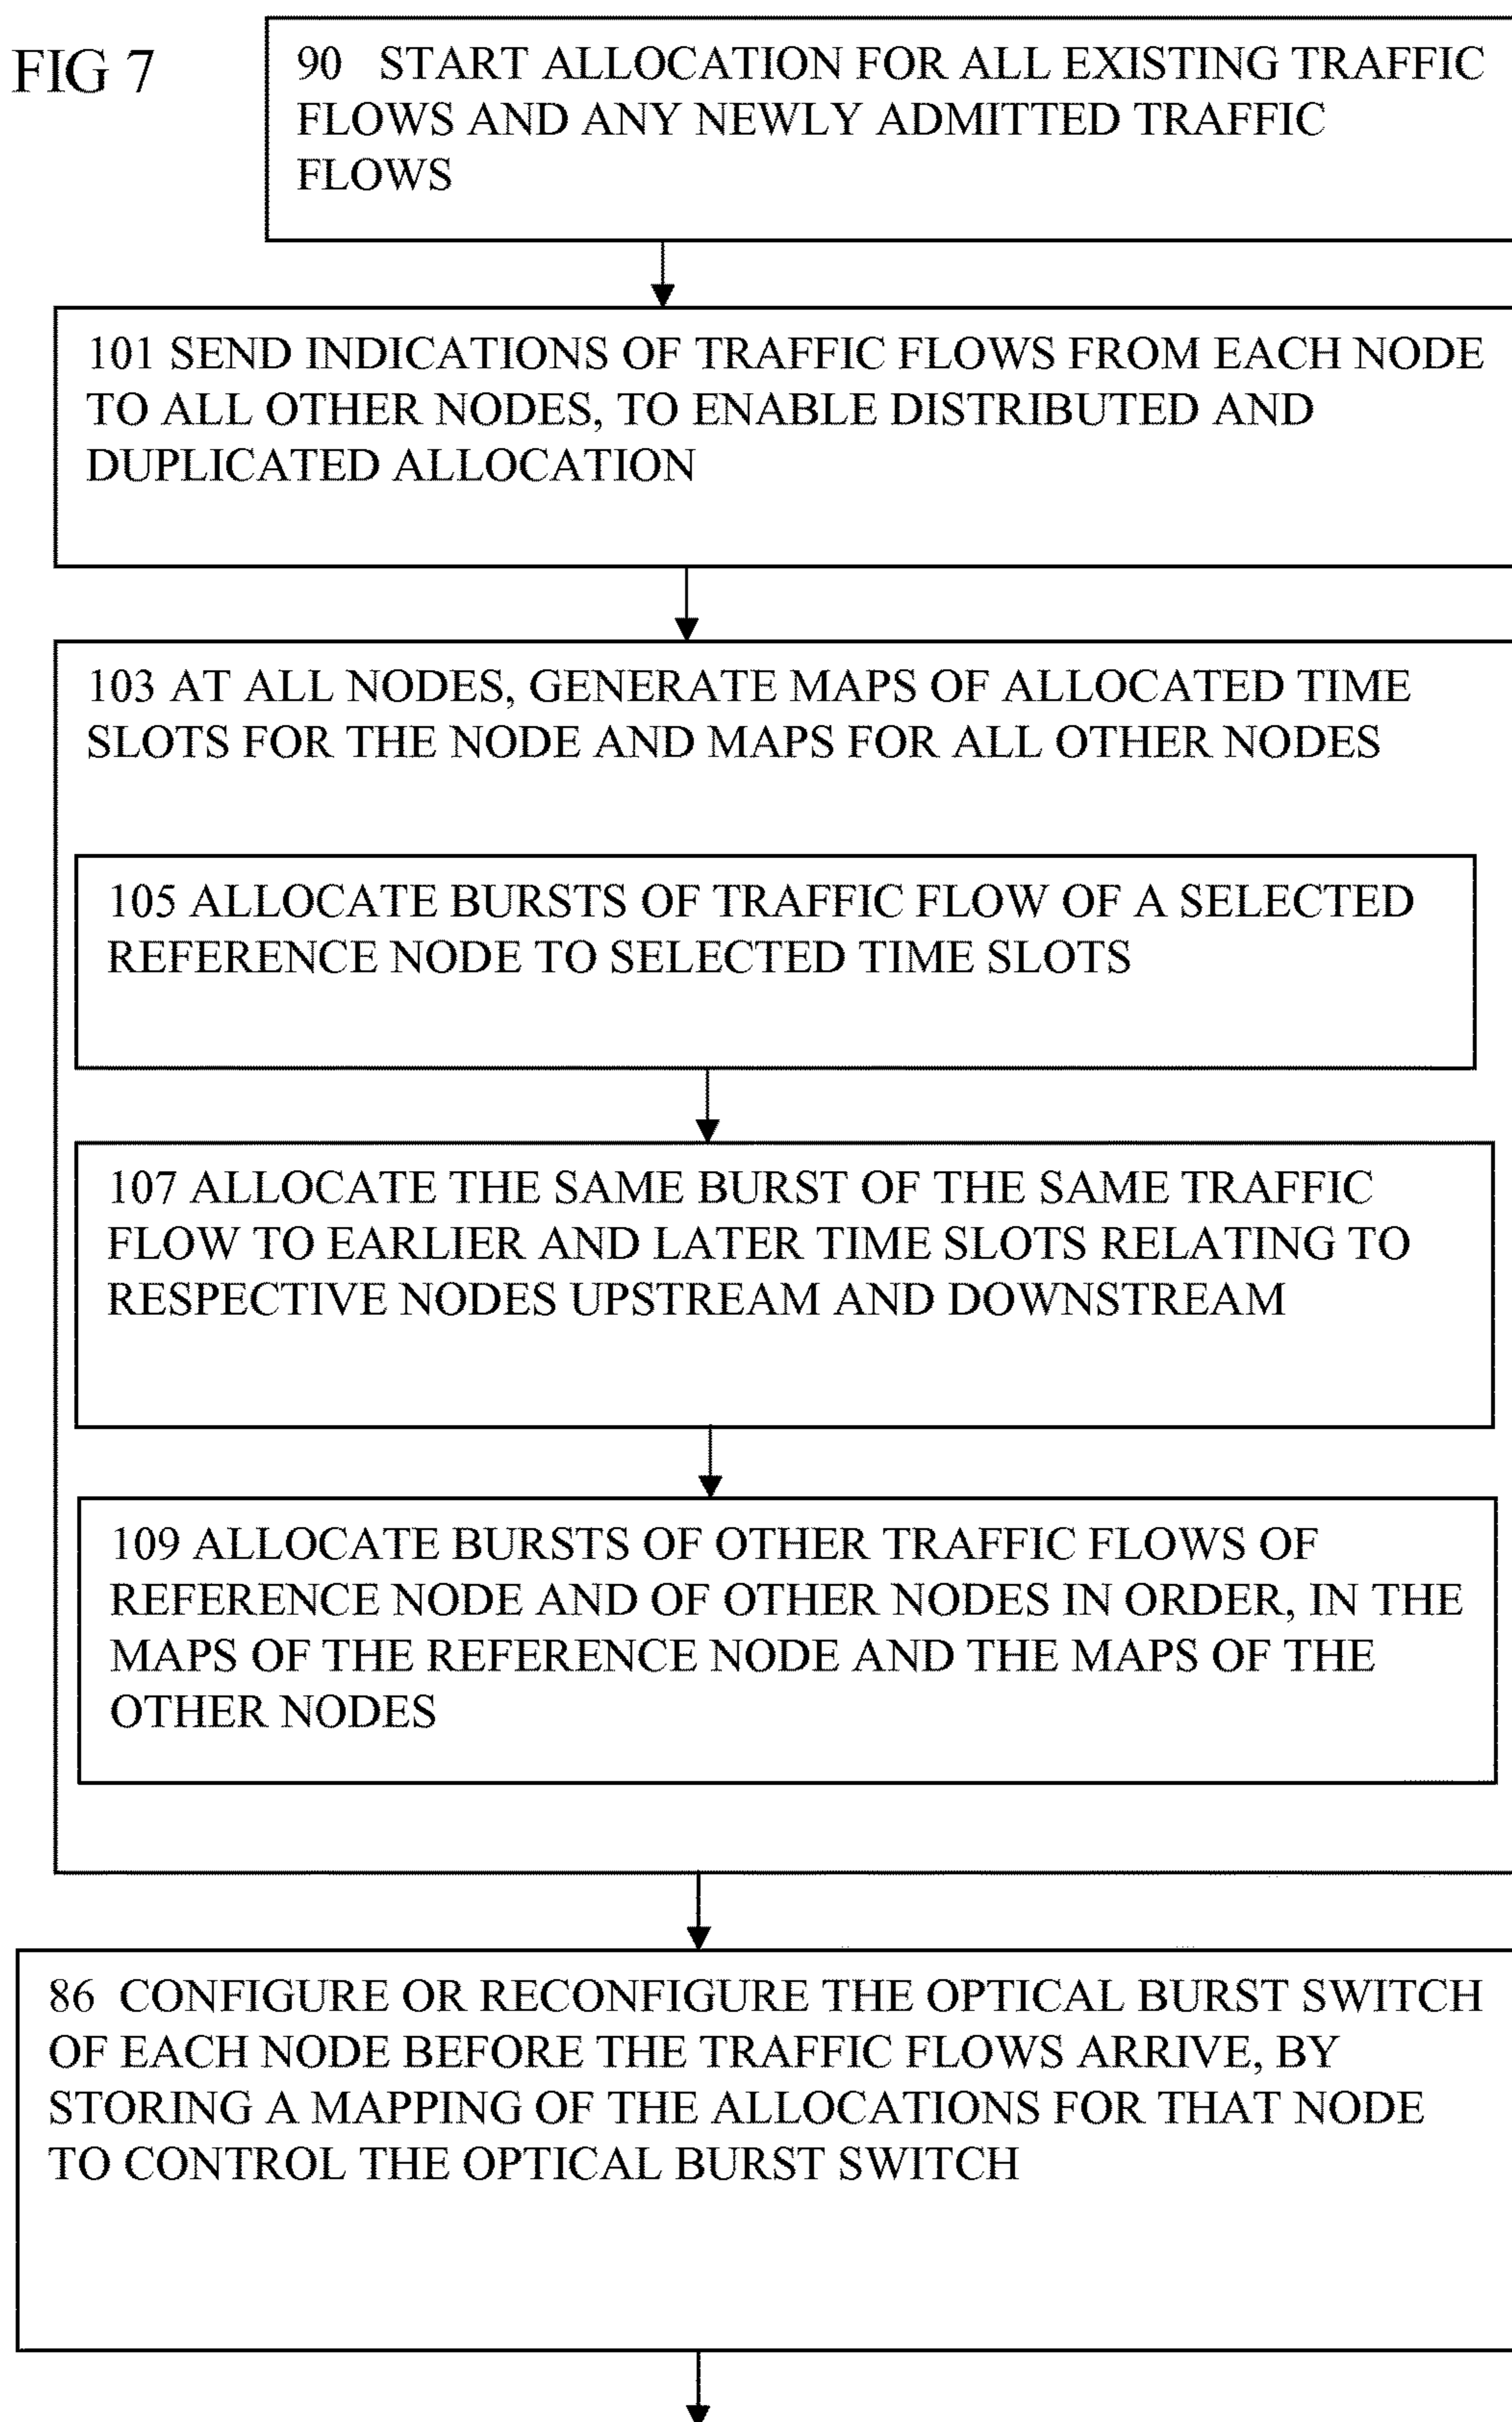 FIG 7
90 START ALLOCATION FOR ALL EXISTING TRAFFIC
FLOWS AND ANY NEWLY ADMITTED TRAFFIC
FLOWS
101 SEND INDICATIONS OF TRAFFIC FLOWS FROM EACH NODE
TO ALL OTHER NODES, TO ENABLE DISTRIBUTED AND
DUPLICATED ALLOCATION
103 AT ALL NODES, GENERATE MAPS OF ALLOCATED TIME
SLOTS FOR THE NODE AND MAPS FOR ALL OTHER NODES
105 ALLOCATE BURSTS OF TRAFFIC FLOW OF A SELECTED
REFERENCE NODE TO SELECTED TIME SLOTS
107 ALLOCATE THE SAME BURST OF THE SAME TRAFFIC
FLOW TO EARLIER AND LATER TIME SLOTS RELATING TO
RESPECTIVE NODES UPSTREAM AND DOWNSTREAM
109 ALLOCATE BURSTS OF OTHER TRAFFIC FLOWS OF
REFERENCE NODE AND OF OTHER NODES IN ORDER, IN THE
MAPS OF THE REFERENCE NODE AND THE MAPS OF THE
OTHER NODES
86 CONFIGURE OR RECONFIGURE THE OPTICAL BURST SWITCH
OF EACH NODE BEFORE THE TRAFFIC FLOWS ARRIVE, BY
STORING A MAPPING OF THE ALLOCATIONS FOR THAT NODE
TO CONTROL THE OPTICAL BURST SWITCH